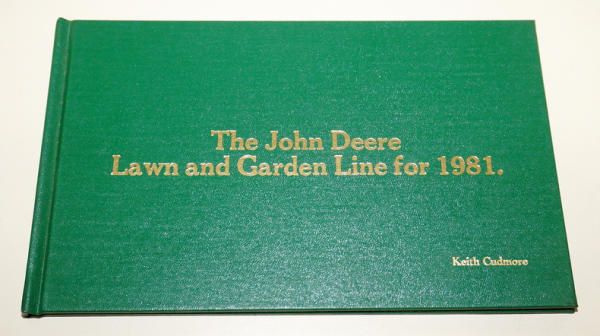 The John Deere
Lawn and Garden Line for 1981.
Keith Cudmore